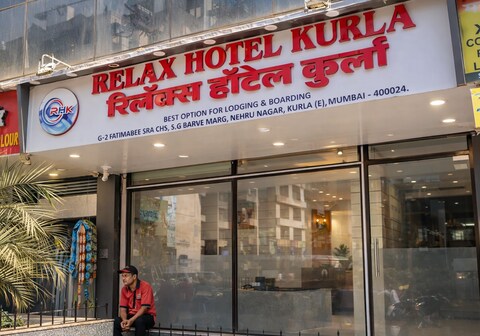 RELAX HOTEL KURLA
रिलॅक्स हॉटेल कुर्ला
RHK
BEST OPTION FOR LODGING & BOARDING
G-2 FATIMABEE SRA CHS, S.G BARVE MARG, NEHRU NAGAR, KURLA (E), MUMBAI - 400024.
LOUR